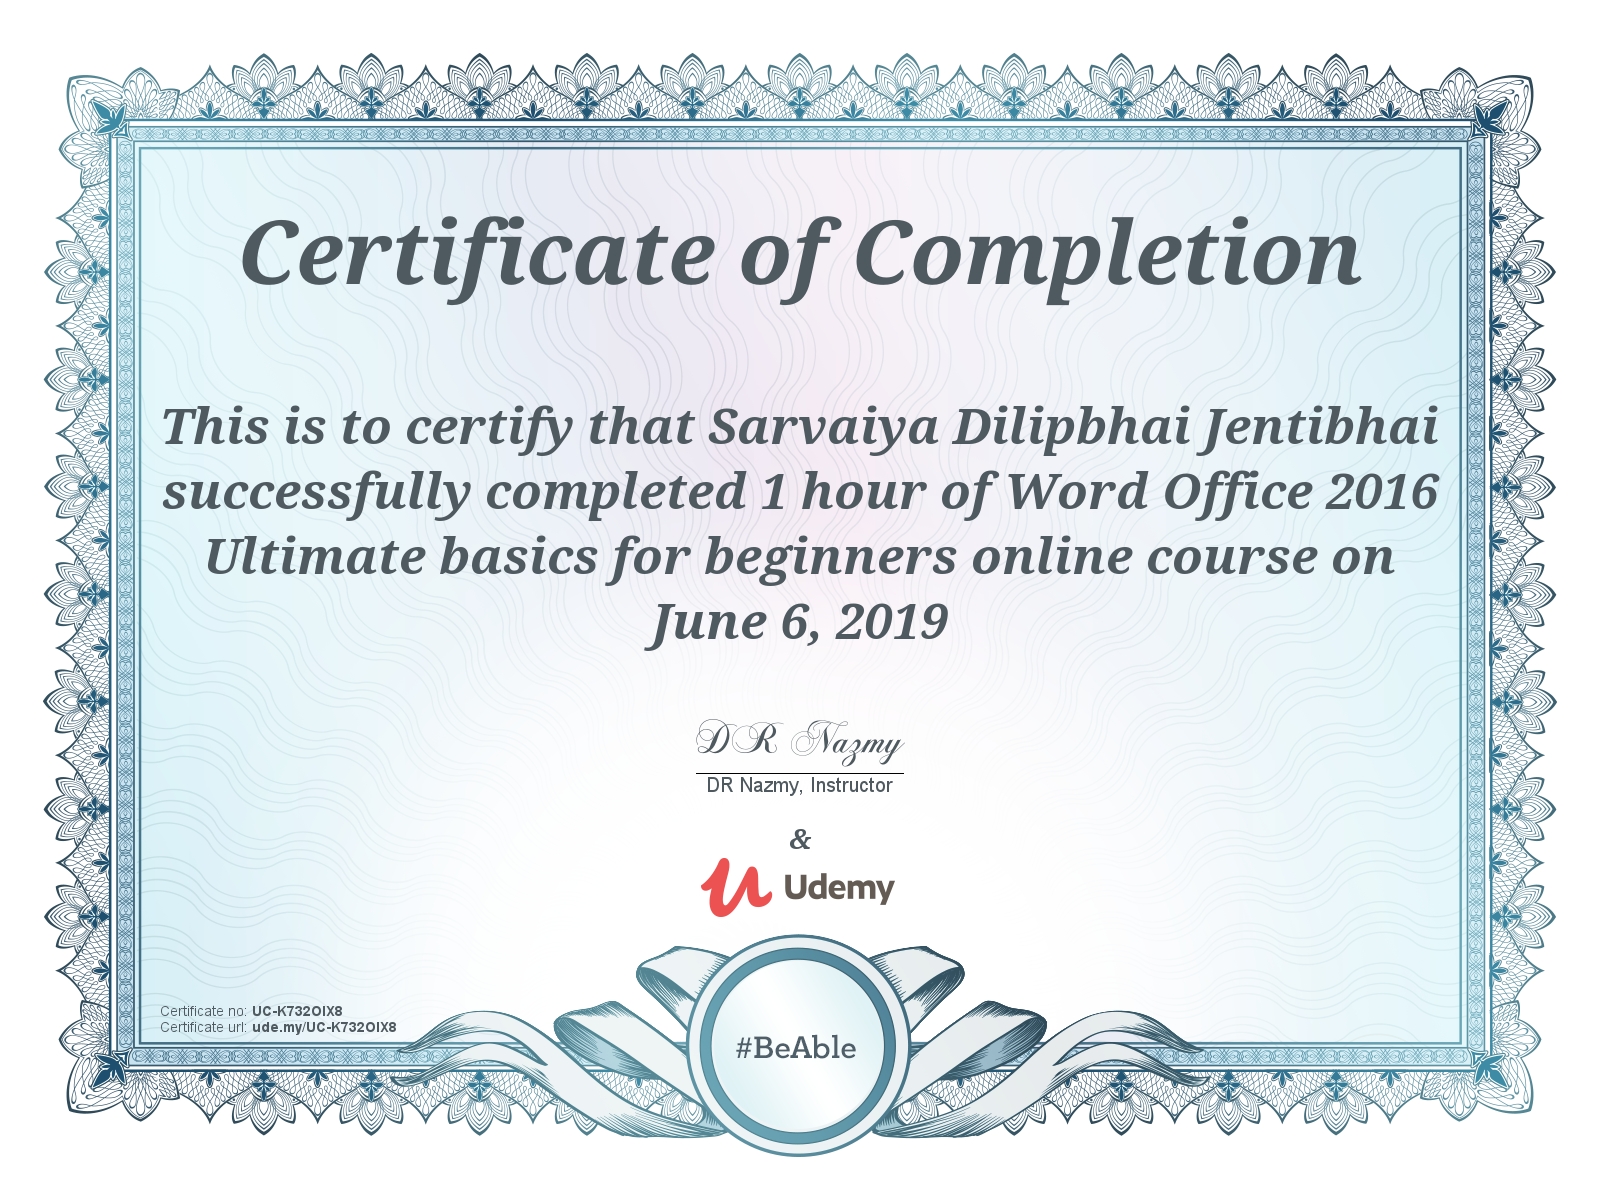 Certificate of Completion
This is to certify that Sarvaiya Dilipbhai Jentibhai
successfully completed 1 hour of Word Office 2016
Ultimate basics for beginners online course on
June 6, 2019
DR Nazmy
DR Nazmy, Instructor
&
Udemy
Certificate no: UC-K732OIX8
Certificate url: ude.my/UC-K732OIX8
#BeAble